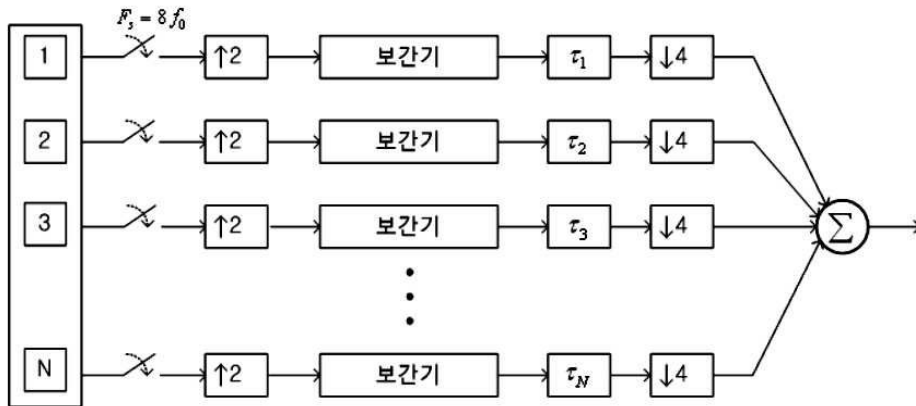 F_s = 8f_0
1 ↑2 보간기 τ_1 ↓4
2 ↑2 보간기 τ_2 ↓4
3 ↑2 보간기 τ_3 ↓4
Σ
N ↑2 보간기 τ_N ↓4